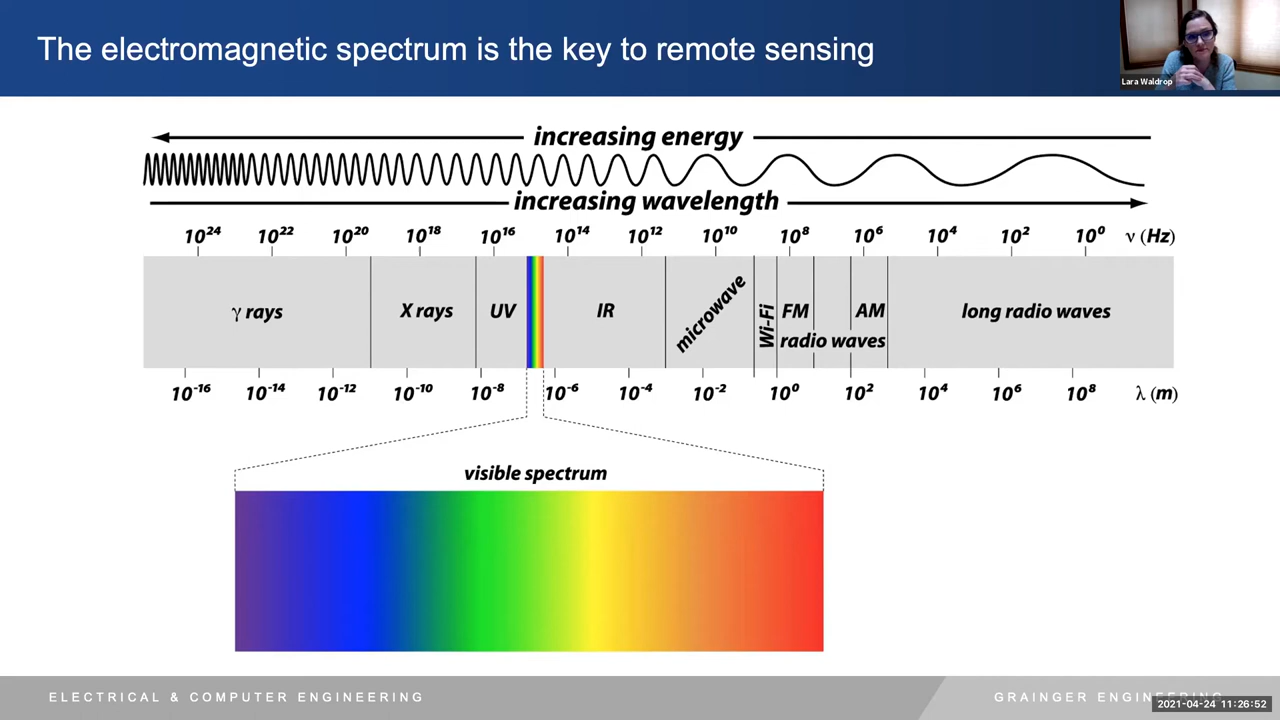 The electromagnetic spectrum is the key to remote sensing
Lara Waldrop
increasing energy
increasing wavelength
10²⁴ 10²² 10²⁰ 10¹⁸ 10¹⁶ 10¹⁴ 10¹² 10¹⁰ 10⁸ 10⁶ 10⁴ 10² 10⁰ ν (Hz)
γ rays X rays UV IR microwave Wi-Fi FM AM long radio waves
radio waves
10⁻¹⁶ 10⁻¹⁴ 10⁻¹² 10⁻¹⁰ 10⁻⁸ 10⁻⁶ 10⁻⁴ 10⁻² 10⁰ 10² 10⁴ 10⁶ 10⁸ λ (m)
visible spectrum
ELECTRICAL & COMPUTER ENGINEERING
GRAINGER ENGINEERING
2021-04-24 11:26:52